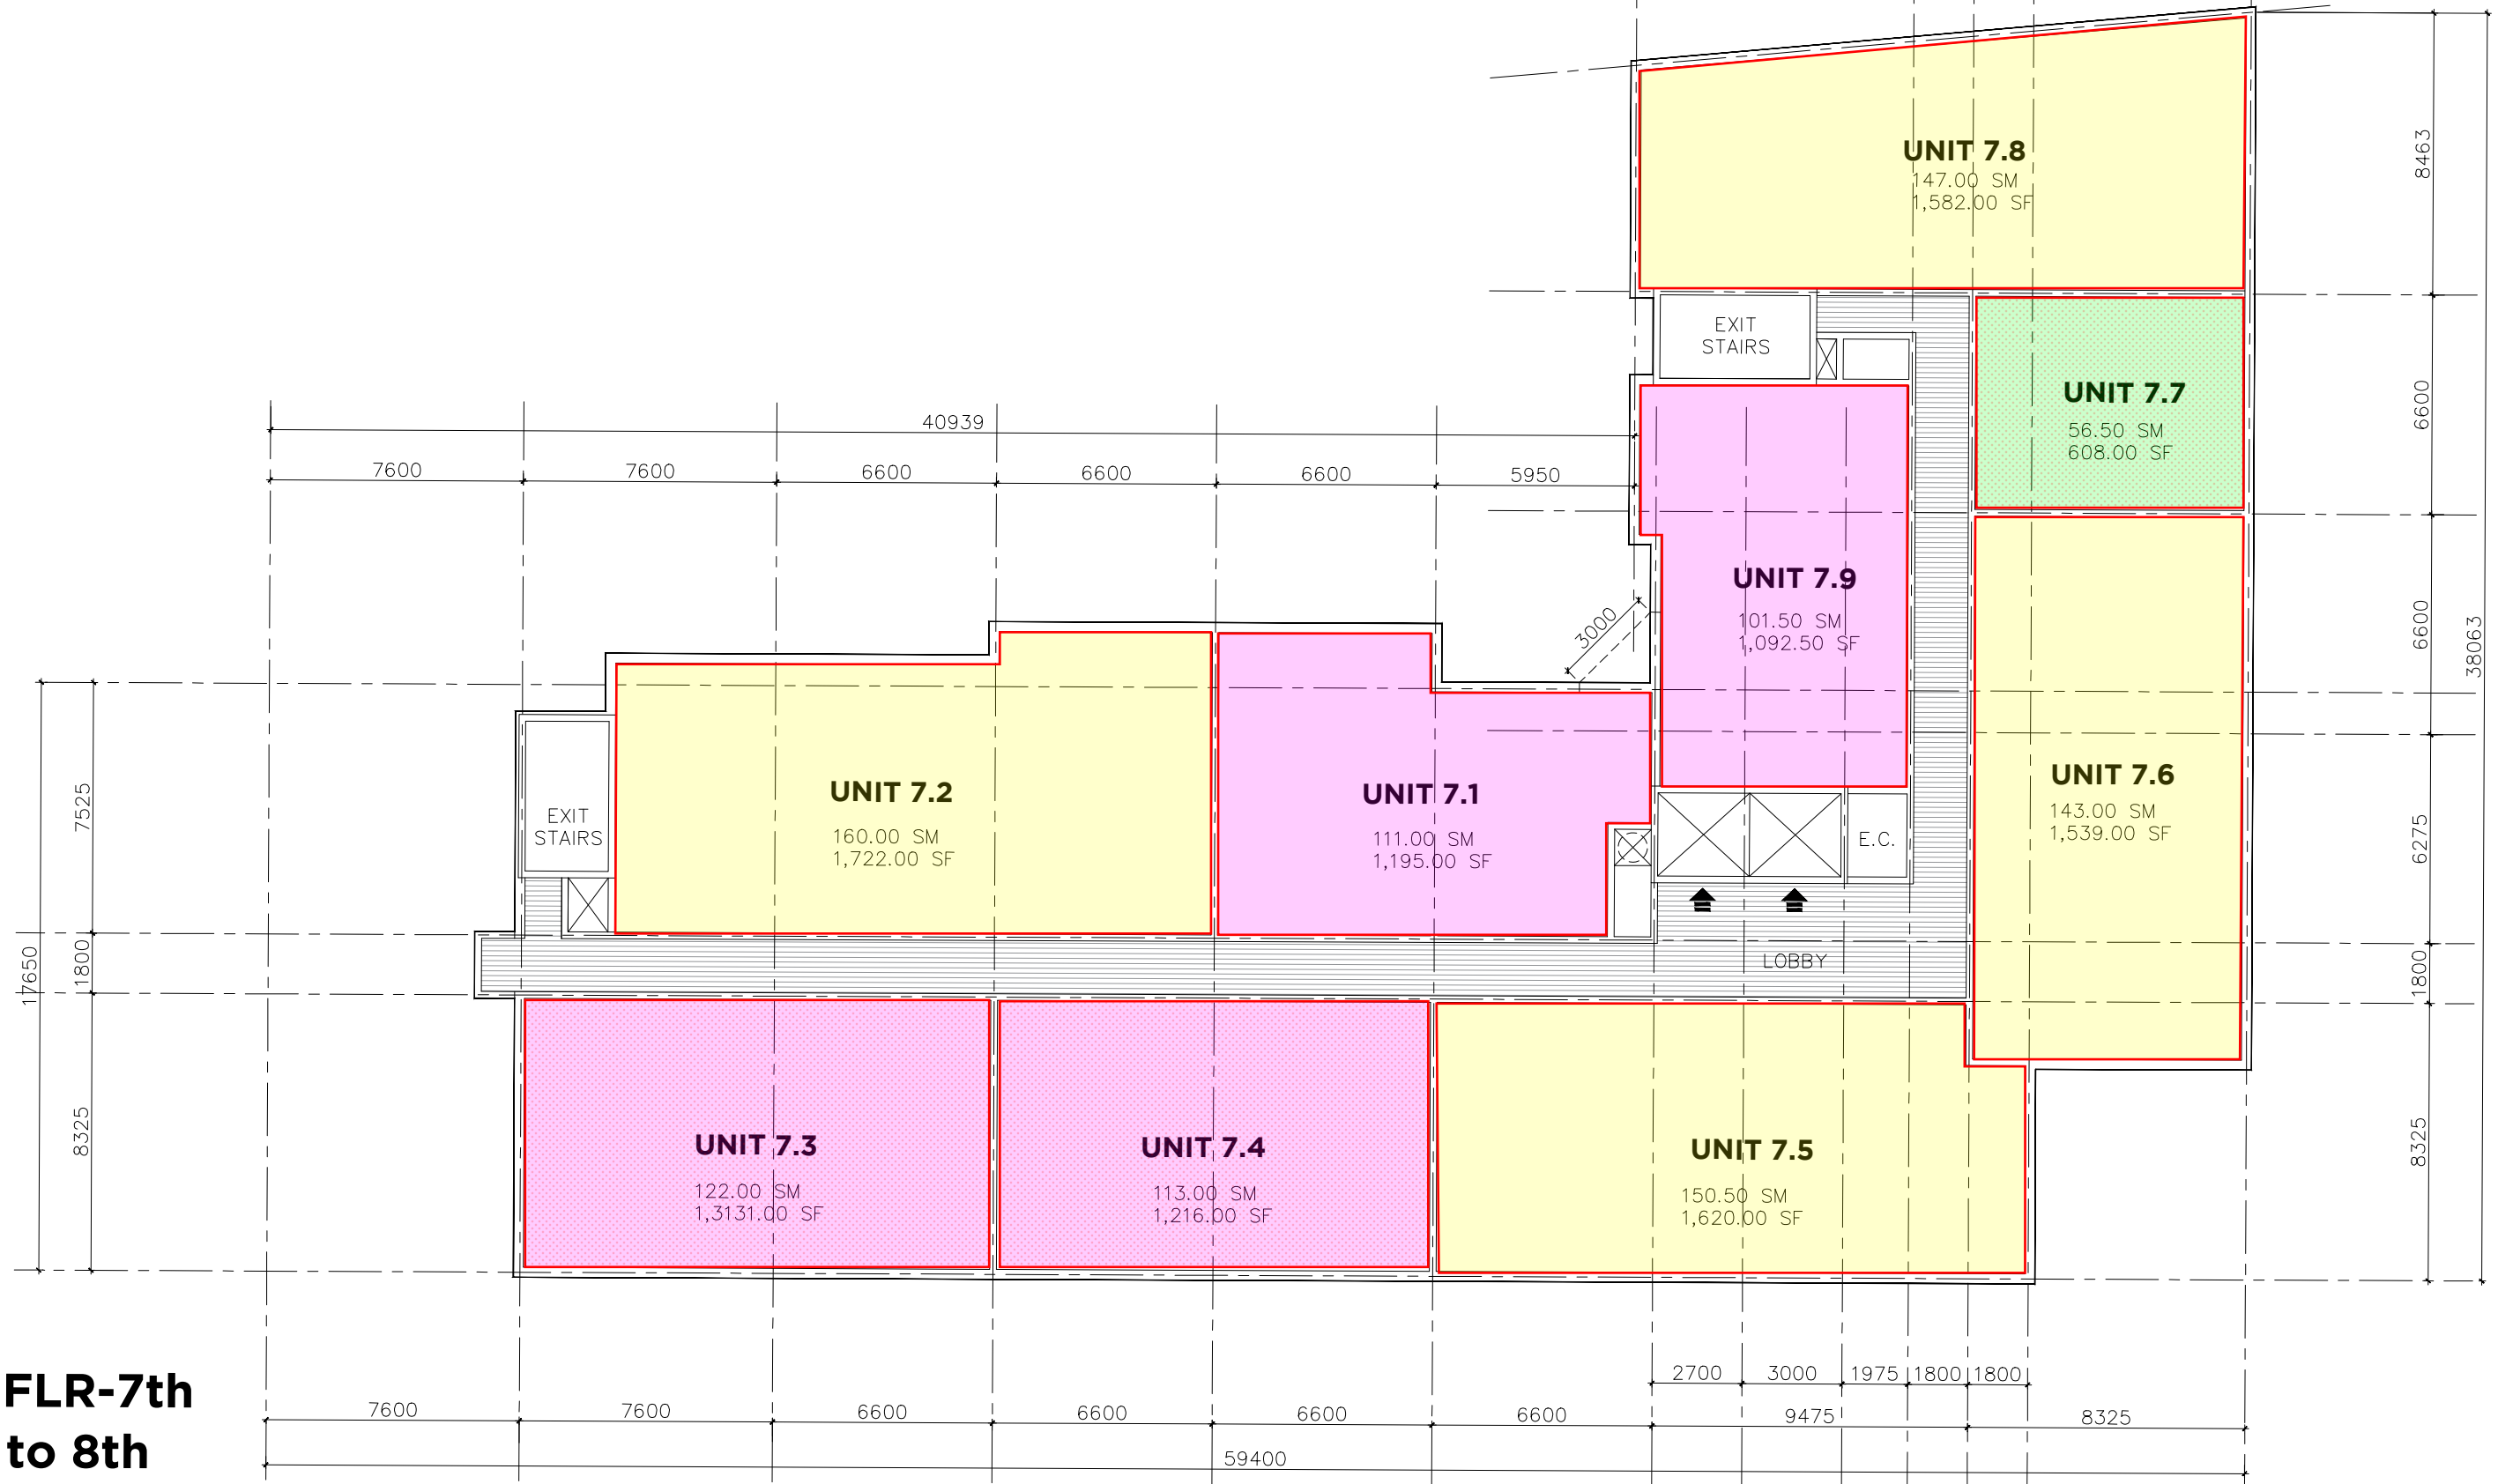 UNIT 7.8
147.00 SM
1,582.00 SF
8463
EXIT
STAIRS
UNIT 7.7
56.50 SM
608.00 SF
6600
40939
7600
7600
6600
6600
6600
5950
UNIT 7.9
101.50 SM
1,092.50 SF
3000
6600
38063
UNIT 7.2
160.00 SM
1,722.00 SF
UNIT 7.1
111.00 SM
1,195.00 SF
UNIT 7.6
143.00 SM
1,539.00 SF
EXIT
STAIRS
E.C.
7525
6275
17650
1800
LOBBY
1800
UNIT 7.3
122.00 SM
1,3131.00 SF
UNIT 7.4
113.00 SM
1,216.00 SF
UNIT 7.5
150.50 SM
1,620.00 SF
8325
8325
FLR-7th
to 8th
2700
3000
1975
1800
1800
7600
7600
6600
6600
6600
6600
9475
8325
59400